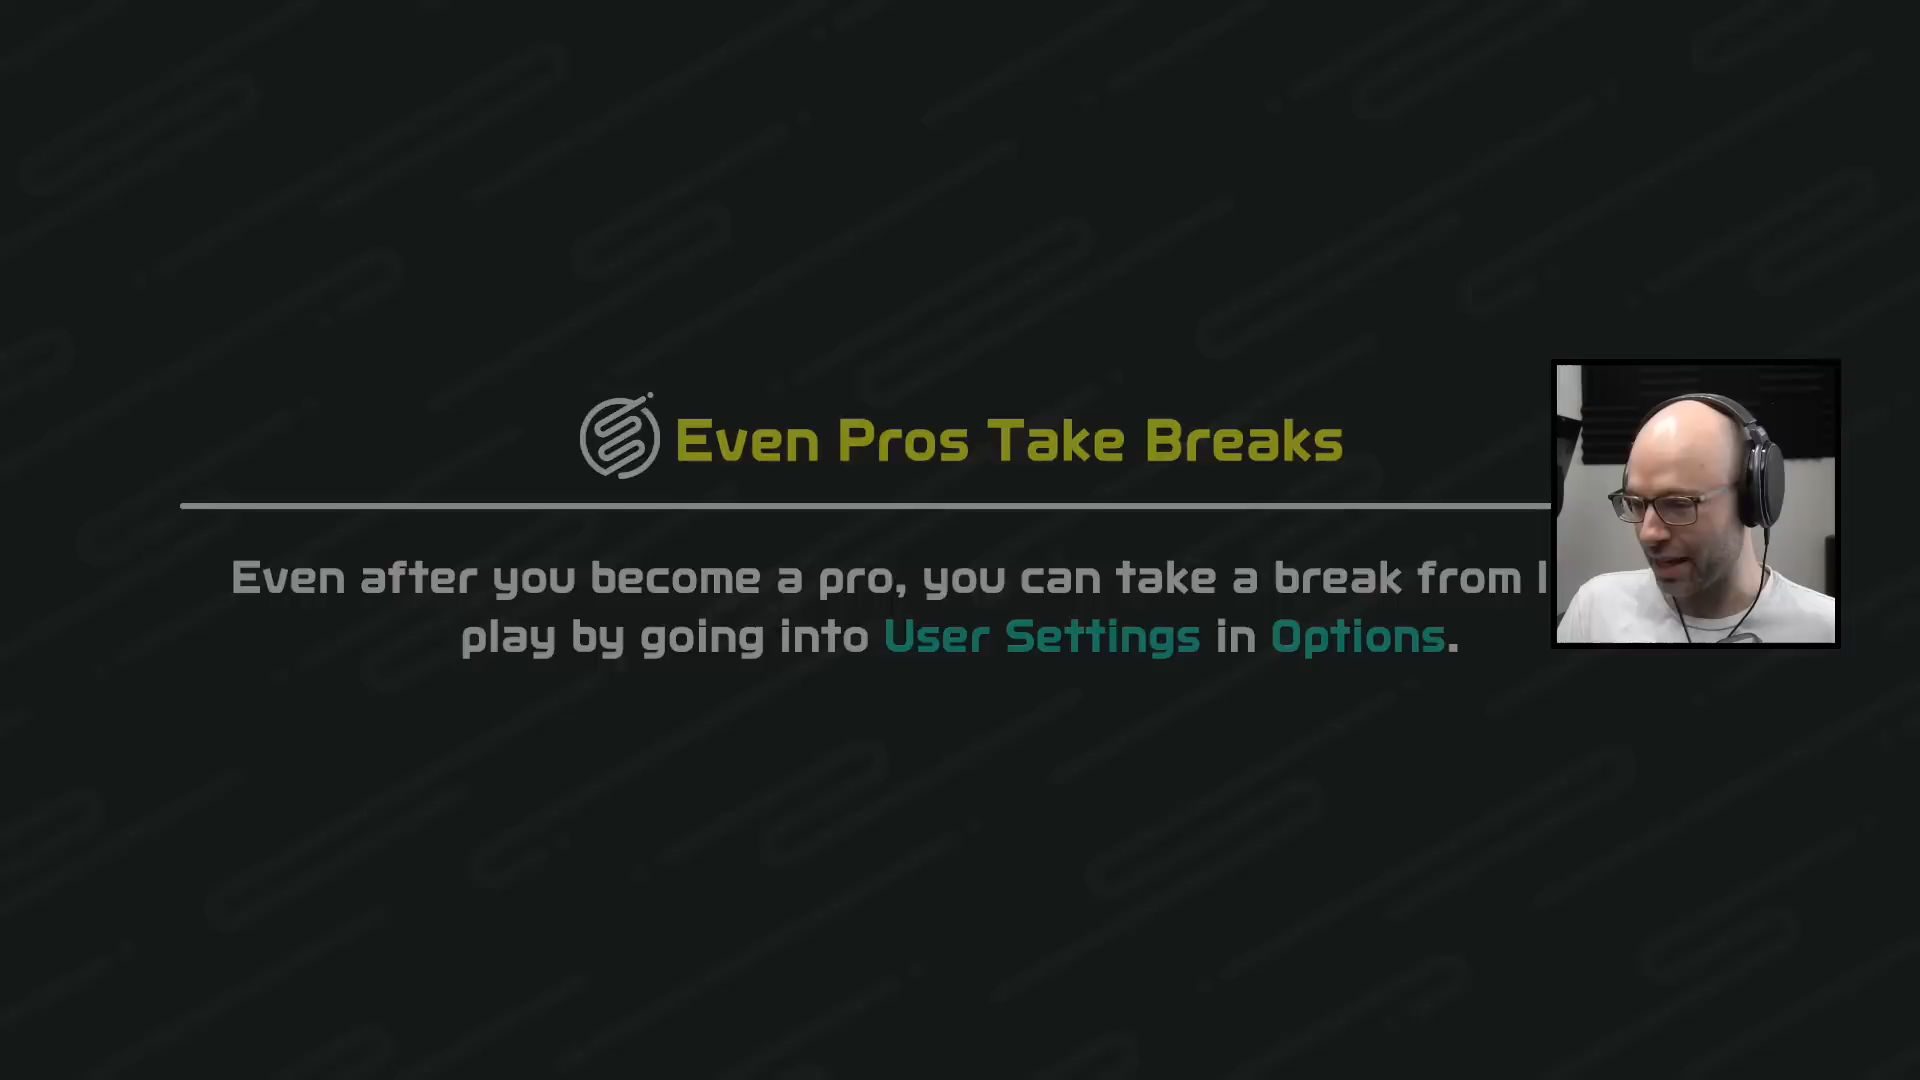 Even Pros Take Breaks
Even after you become a pro, you can take a break from
play by going into User Settings in Options.